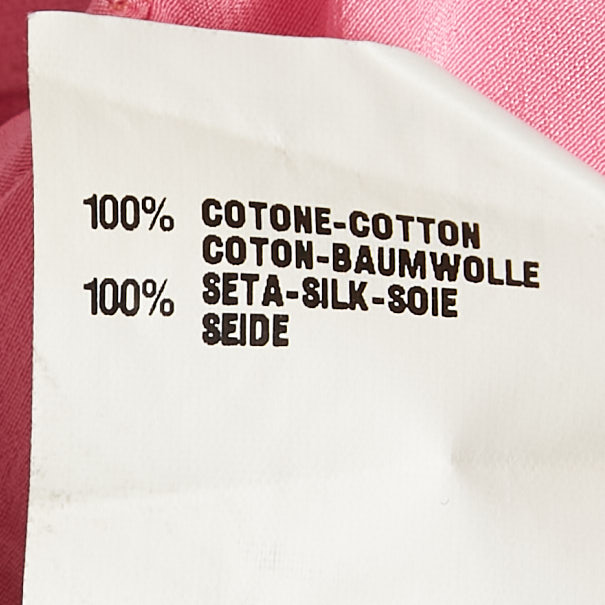 100% COTONE-COTTON
COTON-BAUMWOLLE
100% SETA-SILK-SOIE
SEIDE